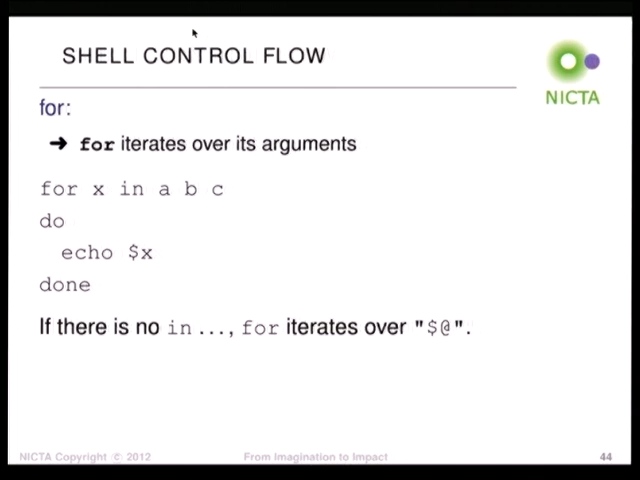 SHELL CONTROL FLOW
NICTA
for:
➜ for iterates over its arguments
for x in a b c
do
echo $x
done
If there is no in ..., for iterates over "$@".
NICTA Copyright © 2012 From Imagination to Impact 44